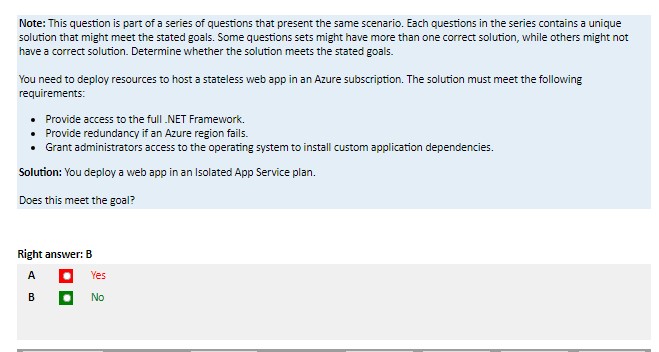 Note: This question is part of a series of questions that present the same scenario. Each questions in the series contains a unique
solution that might meet the stated goals. Some questions sets might have more than one correct solution, while others might not
have a correct solution. Determine whether the solution meets the stated goals.
You need to deploy resources to host a stateless web app in an Azure subscription. The solution must meet the following
requirements:
• Provide access to the full .NET Framework.
• Provide redundancy if an Azure region fails.
• Grant administrators access to the operating system to install custom application dependencies.
Solution: You deploy a web app in an Isolated App Service plan.
Does this meet the goal?
Right answer: B
A Yes
B No